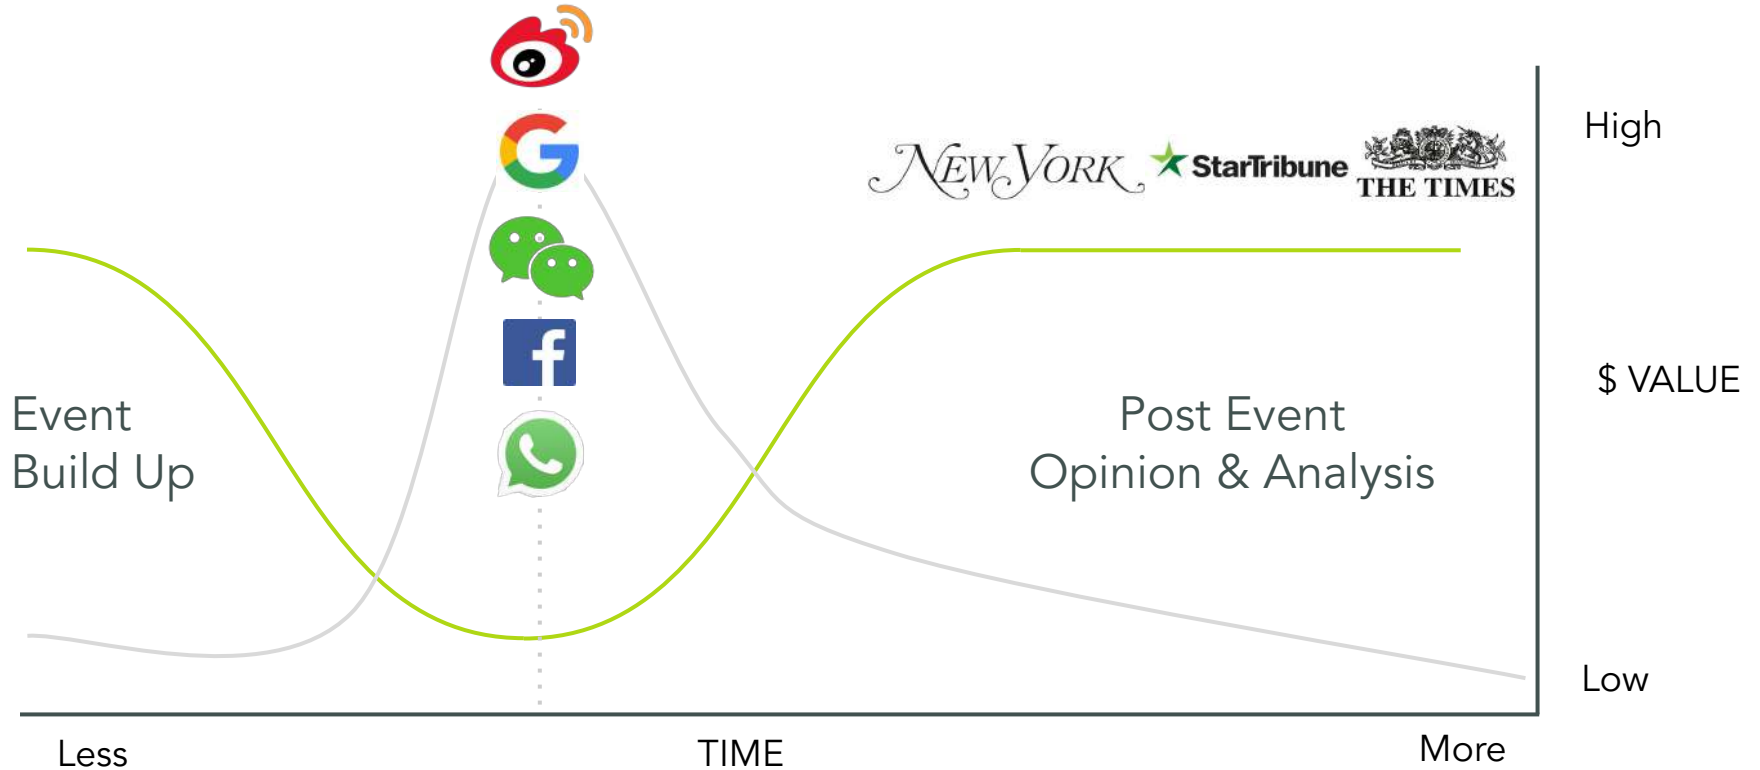 High
NEW YORK
StarTribune
THE TIMES
$ VALUE
Event
Build Up
Post Event
Opinion & Analysis
Low
Less
TIME
More